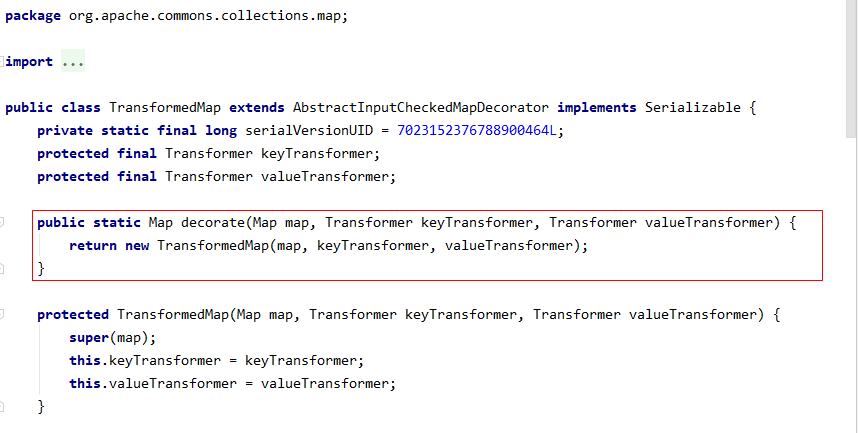 package org.apache.commons.collections.map;
import ...
public class TransformedMap extends AbstractInputCheckedMapDecorator implements Serializable {
private static final long serialVersionUID = 7023152376788900464L;
protected final Transformer keyTransformer;
protected final Transformer valueTransformer;
public static Map decorate(Map map, Transformer keyTransformer, Transformer valueTransformer) {
return new TransformedMap(map, keyTransformer, valueTransformer);
}
protected TransformedMap(Map map, Transformer keyTransformer, Transformer valueTransformer) {
super(map);
this.keyTransformer = keyTransformer;
this.valueTransformer = valueTransformer;
}